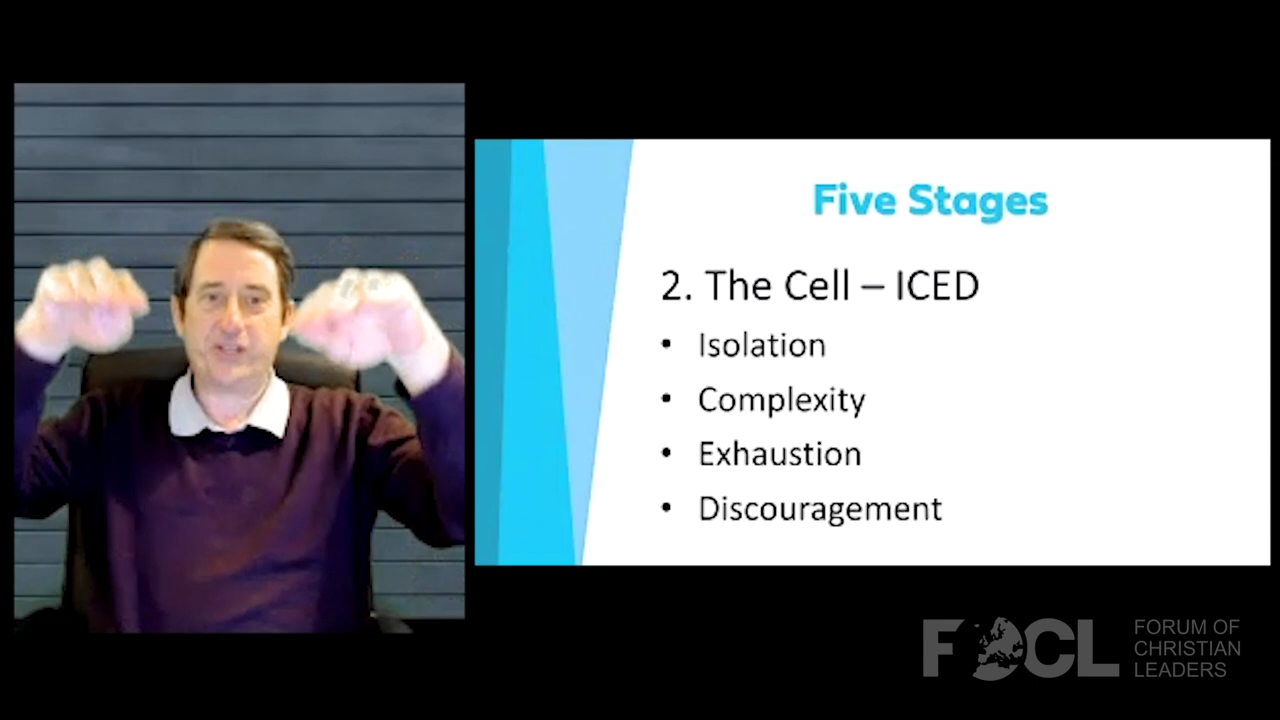 Five Stages
2. The Cell – ICED
• Isolation
• Complexity
• Exhaustion
• Discouragement
FOCL
FORUM OF
CHRISTIAN
LEADERS